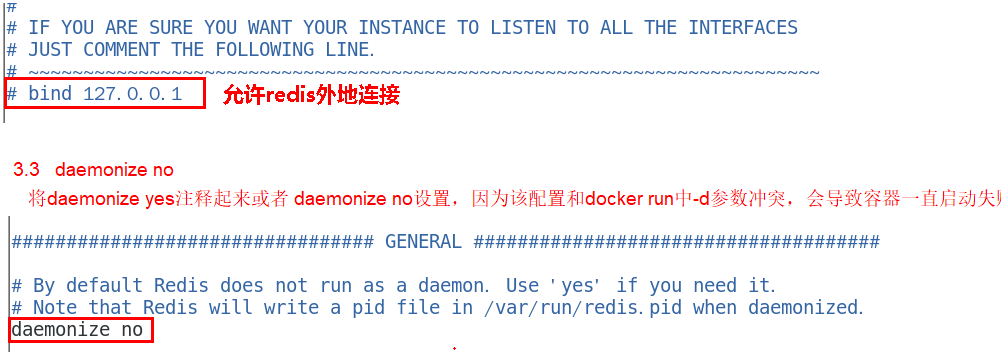 #
# IF YOU ARE SURE YOU WANT YOUR INSTANCE TO LISTEN TO ALL THE INTERFACES
# JUST COMMENT THE FOLLOWING LINE.
# ~~~~~~~~~~~~~~~~~~~~~~~~~~~~~~~~~~~~~~~~~~~~~~~~~~~~~~~~~~~~~~~~~~~~~~~~
# bind 127.0.0.1 允许redis外地连接
3.3 daemonize no
将daemonize yes注释起来或者 daemonize no设置，因为该配置和docker run中-d参数冲突，会导致容器一直启动失
################################# GENERAL #####################################
# By default Redis does not run as a daemon. Use 'yes' if you need it.
# Note that Redis will write a pid file in /var/run/redis.pid when daemonized.
daemonize no